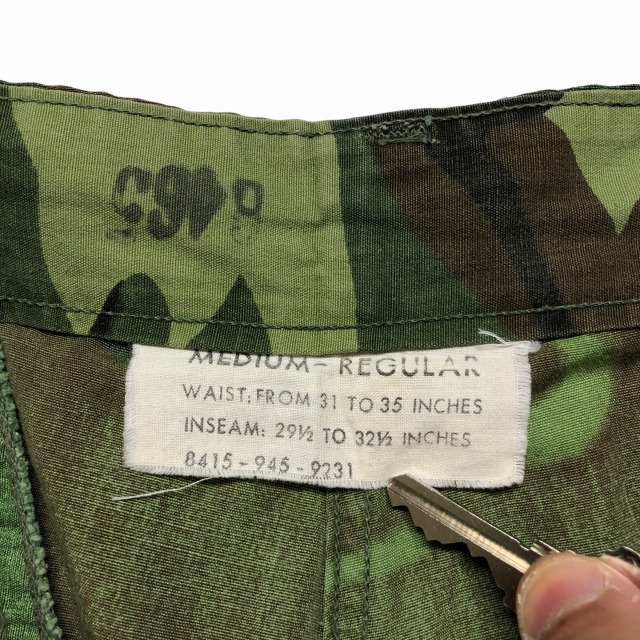 MEDIUM - REGULAR
WAIST; FROM 31 TO 35 INCHES
INSEAM: 29½ TO 32½ INCHES
8415-945-9231